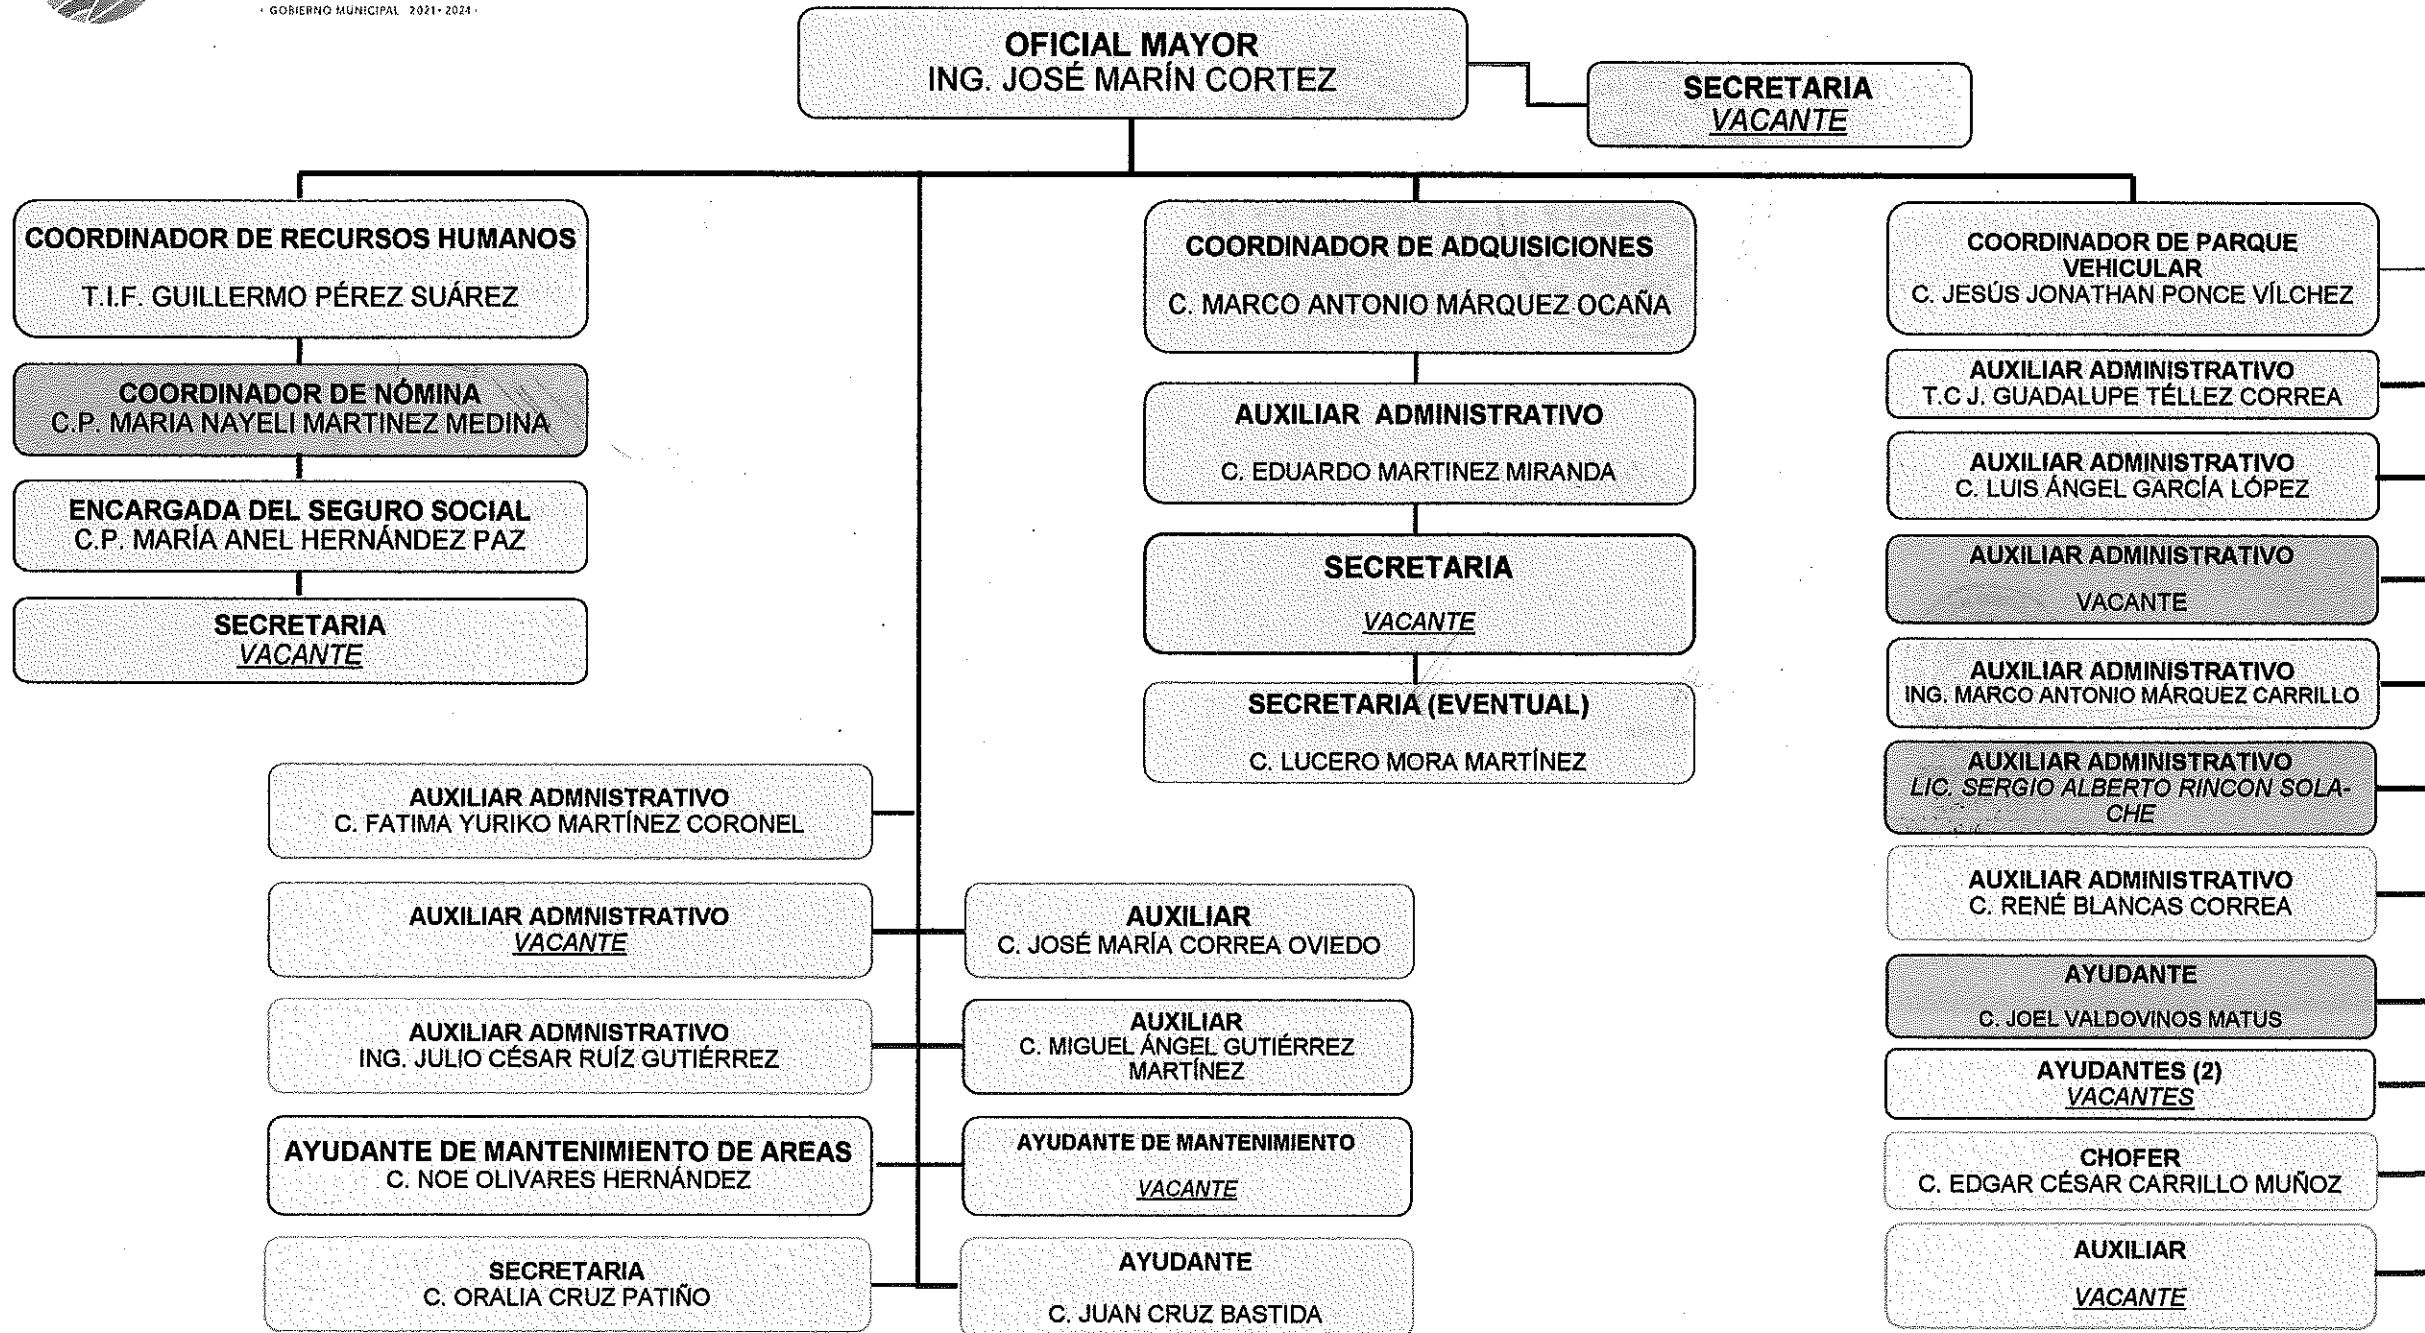 · GOBIERNO MUNICIPAL 2021-2024 ·
OFICIAL MAYOR
ING. JOSÉ MARÍN CORTEZ
SECRETARIA
VACANTE
COORDINADOR DE RECURSOS HUMANOS
T.I.F. GUILLERMO PÉREZ SUÁREZ
COORDINADOR DE NÓMINA
C.P. MARIA NAYELI MARTINEZ MEDINA
ENCARGADA DEL SEGURO SOCIAL
C.P. MARÍA ANEL HERNÁNDEZ PAZ
SECRETARIA
VACANTE
COORDINADOR DE ADQUISICIONES
C. MARCO ANTONIO MÁRQUEZ OCAÑA
AUXILIAR ADMINISTRATIVO
C. EDUARDO MARTINEZ MIRANDA
SECRETARIA
VACANTE
SECRETARIA (EVENTUAL)
C. LUCERO MORA MARTÍNEZ
COORDINADOR DE PARQUE
VEHICULAR
C. JESÚS JONATHAN PONCE VÍLCHEZ
AUXILIAR ADMINISTRATIVO
T.C J. GUADALUPE TÉLLEZ CORREA
AUXILIAR ADMINISTRATIVO
C. LUIS ÁNGEL GARCÍA LÓPEZ
AUXILIAR ADMINISTRATIVO
VACANTE
AUXILIAR ADMINISTRATIVO
ING. MARCO ANTONIO MÁRQUEZ CARRILLO
AUXILIAR ADMINISTRATIVO
LIC. SERGIO ALBERTO RINCON SOLA-
CHE
AUXILIAR ADMINISTRATIVO
C. RENÉ BLANCAS CORREA
AYUDANTE
C. JOEL VALDOVINOS MATUS
AYUDANTES (2)
VACANTES
CHOFER
C. EDGAR CÉSAR CARRILLO MUÑOZ
AUXILIAR
VACANTE
AUXILIAR ADMNISTRATIVO
C. FATIMA YURIKO MARTÍNEZ CORONEL
AUXILIAR ADMNISTRATIVO
VACANTE
AUXILIAR ADMNISTRATIVO
ING. JULIO CÉSAR RUÍZ GUTIÉRREZ
AYUDANTE DE MANTENIMIENTO DE AREAS
C. NOE OLIVARES HERNÁNDEZ
SECRETARIA
C. ORALIA CRUZ PATIÑO
AUXILIAR
C. JOSÉ MARÍA CORREA OVIEDO
AUXILIAR
C. MIGUEL ÁNGEL GUTIÉRREZ
MARTÍNEZ
AYUDANTE DE MANTENIMIENTO
VACANTE
AYUDANTE
C. JUAN CRUZ BASTIDA